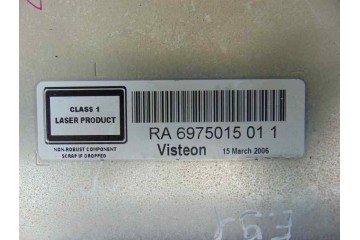 CLASS 1
LASER PRODUCT
NON-ROBUST COMPONENT
SCRAP IF DROPPED
RA 6975015 01 1
Visteon 15 March 2006